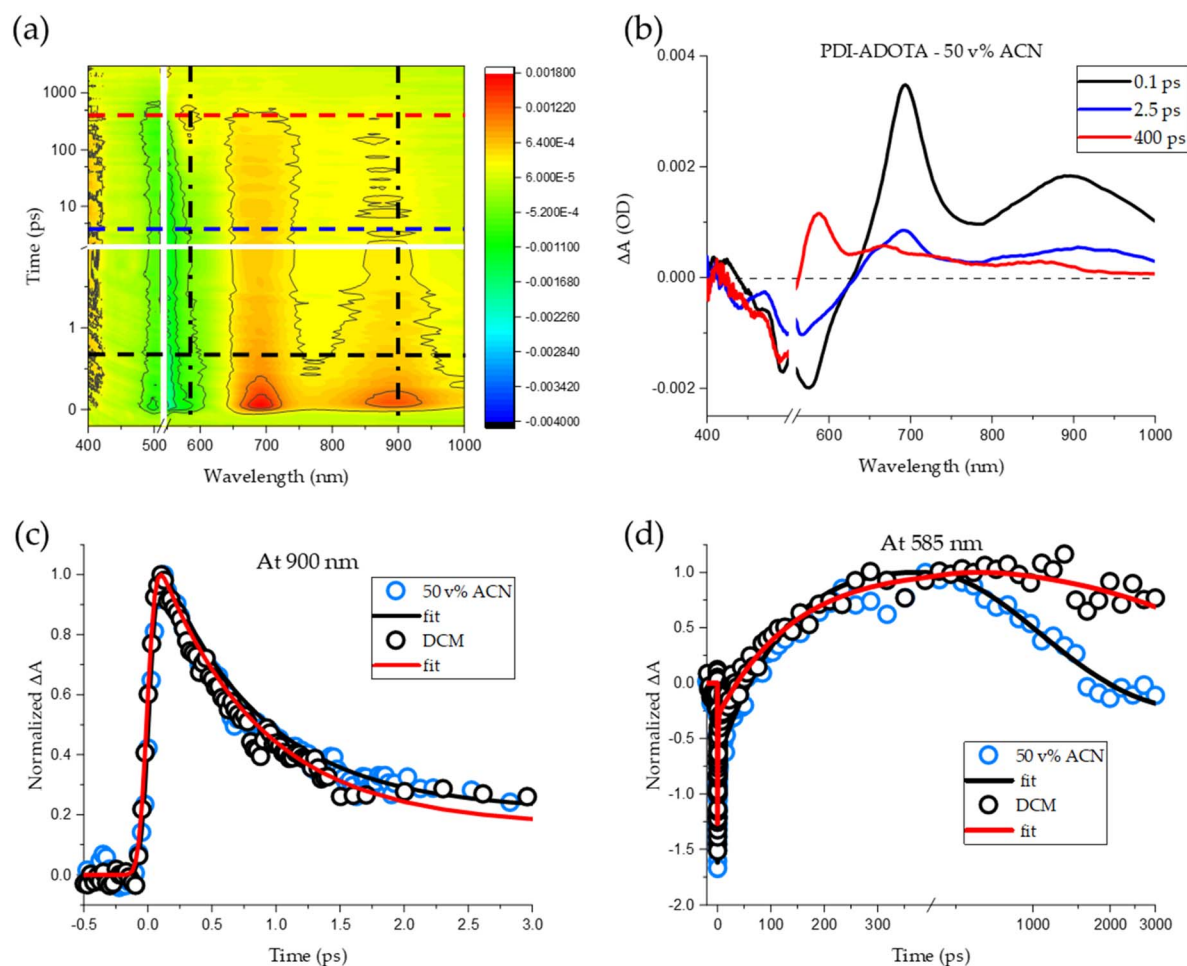 (a)
1000
100
10
1
0
Time (ps)
400 500 600 700 800 900 1000
Wavelength (nm)
0.001800
0.001220
6.400E-4
6.000E-5
-5.200E-4
-0.001100
-0.001680
-0.002260
-0.002840
-0.003420
-0.004000
(b)
PDI-ADOTA - 50 v% ACN
0.1 ps
2.5 ps
400 ps
0.004
0.002
0.000
-0.002
ΔA (OD)
400 600 700 800 900 1000
Wavelength (nm)
(c)
At 900 nm
50 v% ACN
fit
DCM
fit
1.0
0.8
0.6
0.4
0.2
0.0
Normalized ΔA
-0.5 0.0 0.5 1.0 1.5 2.0 2.5 3.0
Time (ps)
(d)
At 585 nm
50 v% ACN
fit
DCM
fit
1.5
1.0
0.5
0.0
-0.5
-1.0
-1.5
-2.0
Normalized ΔA
0 100 200 300 1000 2000 3000
Time (ps)